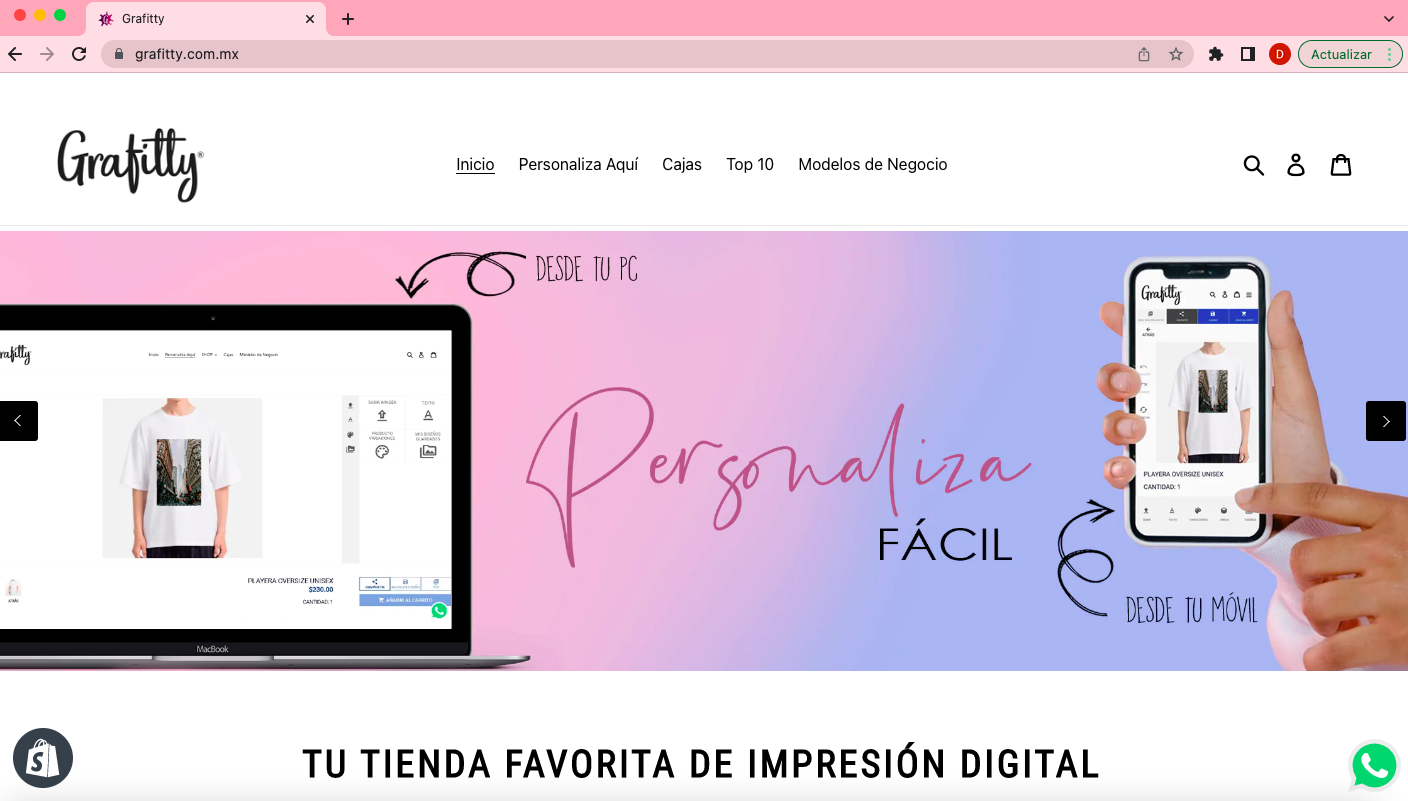 Grafitty
grafitty.com.mx
D
Actualizar
Grafitty®
Inicio Personaliza Aquí Cajas Top 10 Modelos de Negocio
DESDE TU PC
Grafitty
ATRÁS
Inicio Personaliza Aquí SHOP Cajas Modelos de Negocio
SUBIR IMAGEN TEXTO
PRODUCTO VARIACIONES
MIS DISEÑOS GUARDADOS
Personaliza
FÁCIL
PLAYERA OVERSIZE UNISEX
CANTIDAD: 1
PLAYERA OVERSIZE UNISEX
$230.00
CANTIDAD: 1
AÑADIR AL CARRITO
ATRÁS
MacBook
DESDE TU MÓVIL
TU TIENDA FAVORITA DE IMPRESIÓN DIGITAL